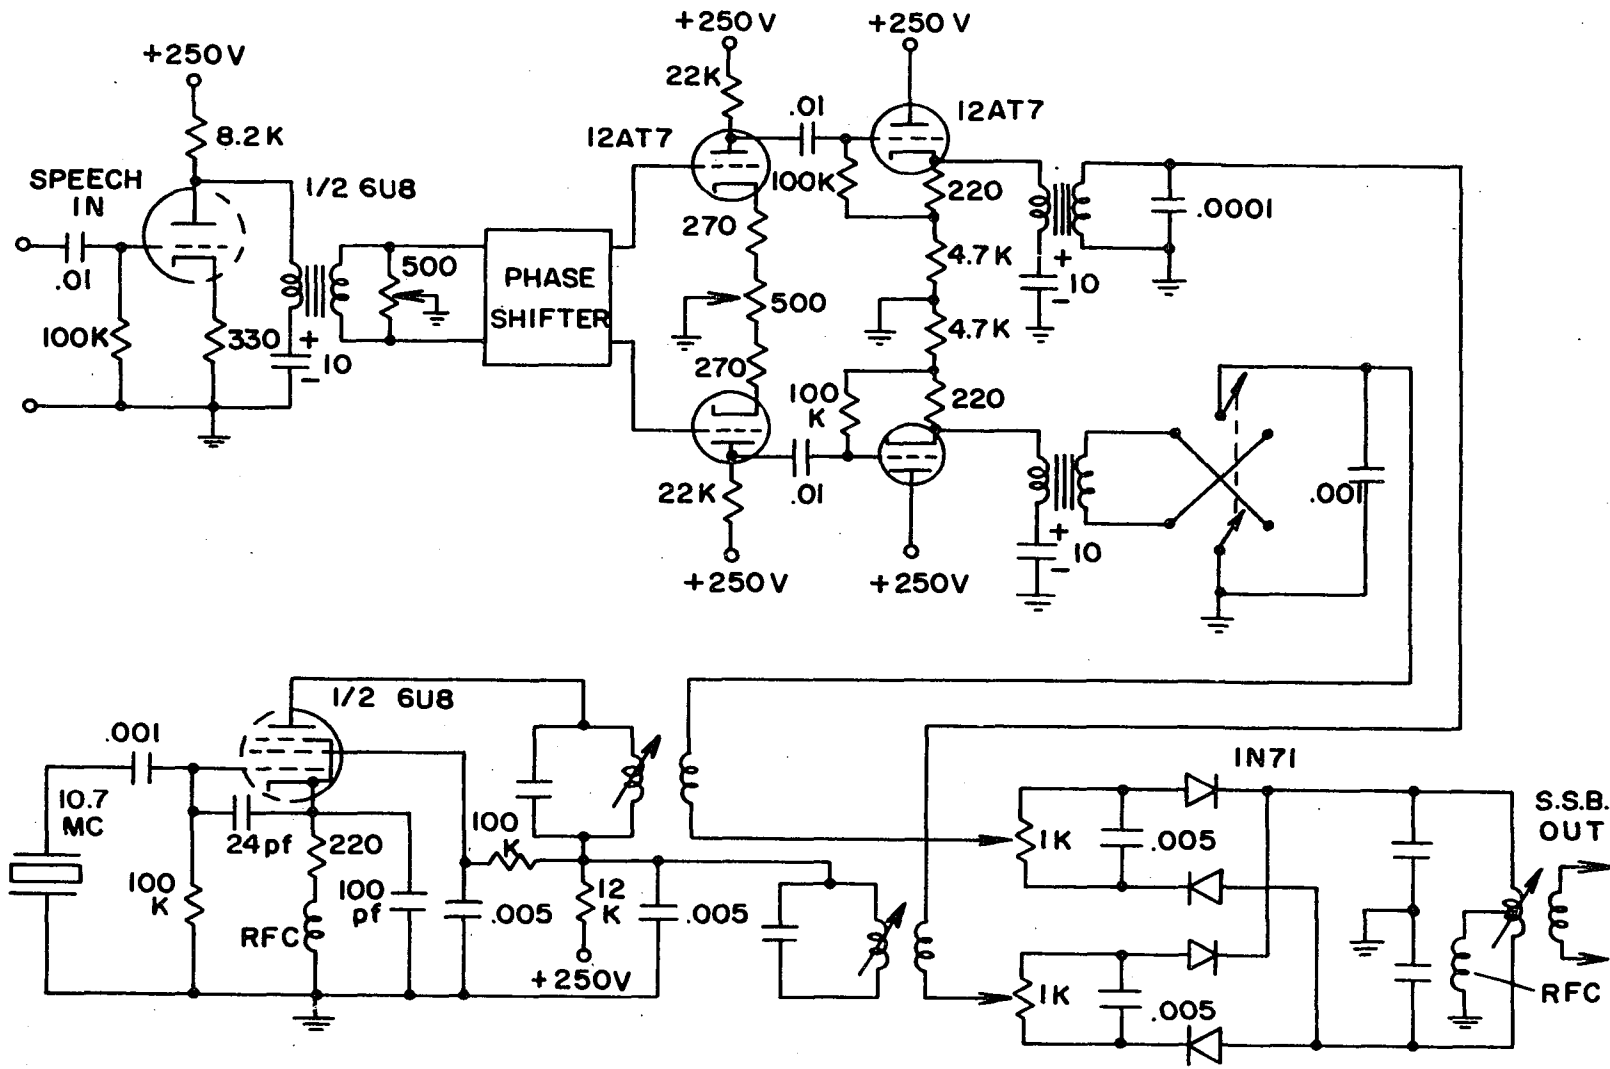 +250V
+250V
+250V
22K
.01
12AT7
8.2K
12AT7
SPEECH
IN
1/2 6U8
100K
220
.0001
270
.01
500
PHASE
SHIFTER
4.7K
+
10
-
500
100K
330
+
10
-
4.7K
270
100
K
220
22K
.01
.001
+
10
-
+250V
+250V
1/2 6U8
.001
1N71
10.7
MC
S.S.B.
OUT
100
K
24pf
220
1K
.005
100
K
100
pf
12
K
.005
.005
RFC
+250V
1K
.005
RFC